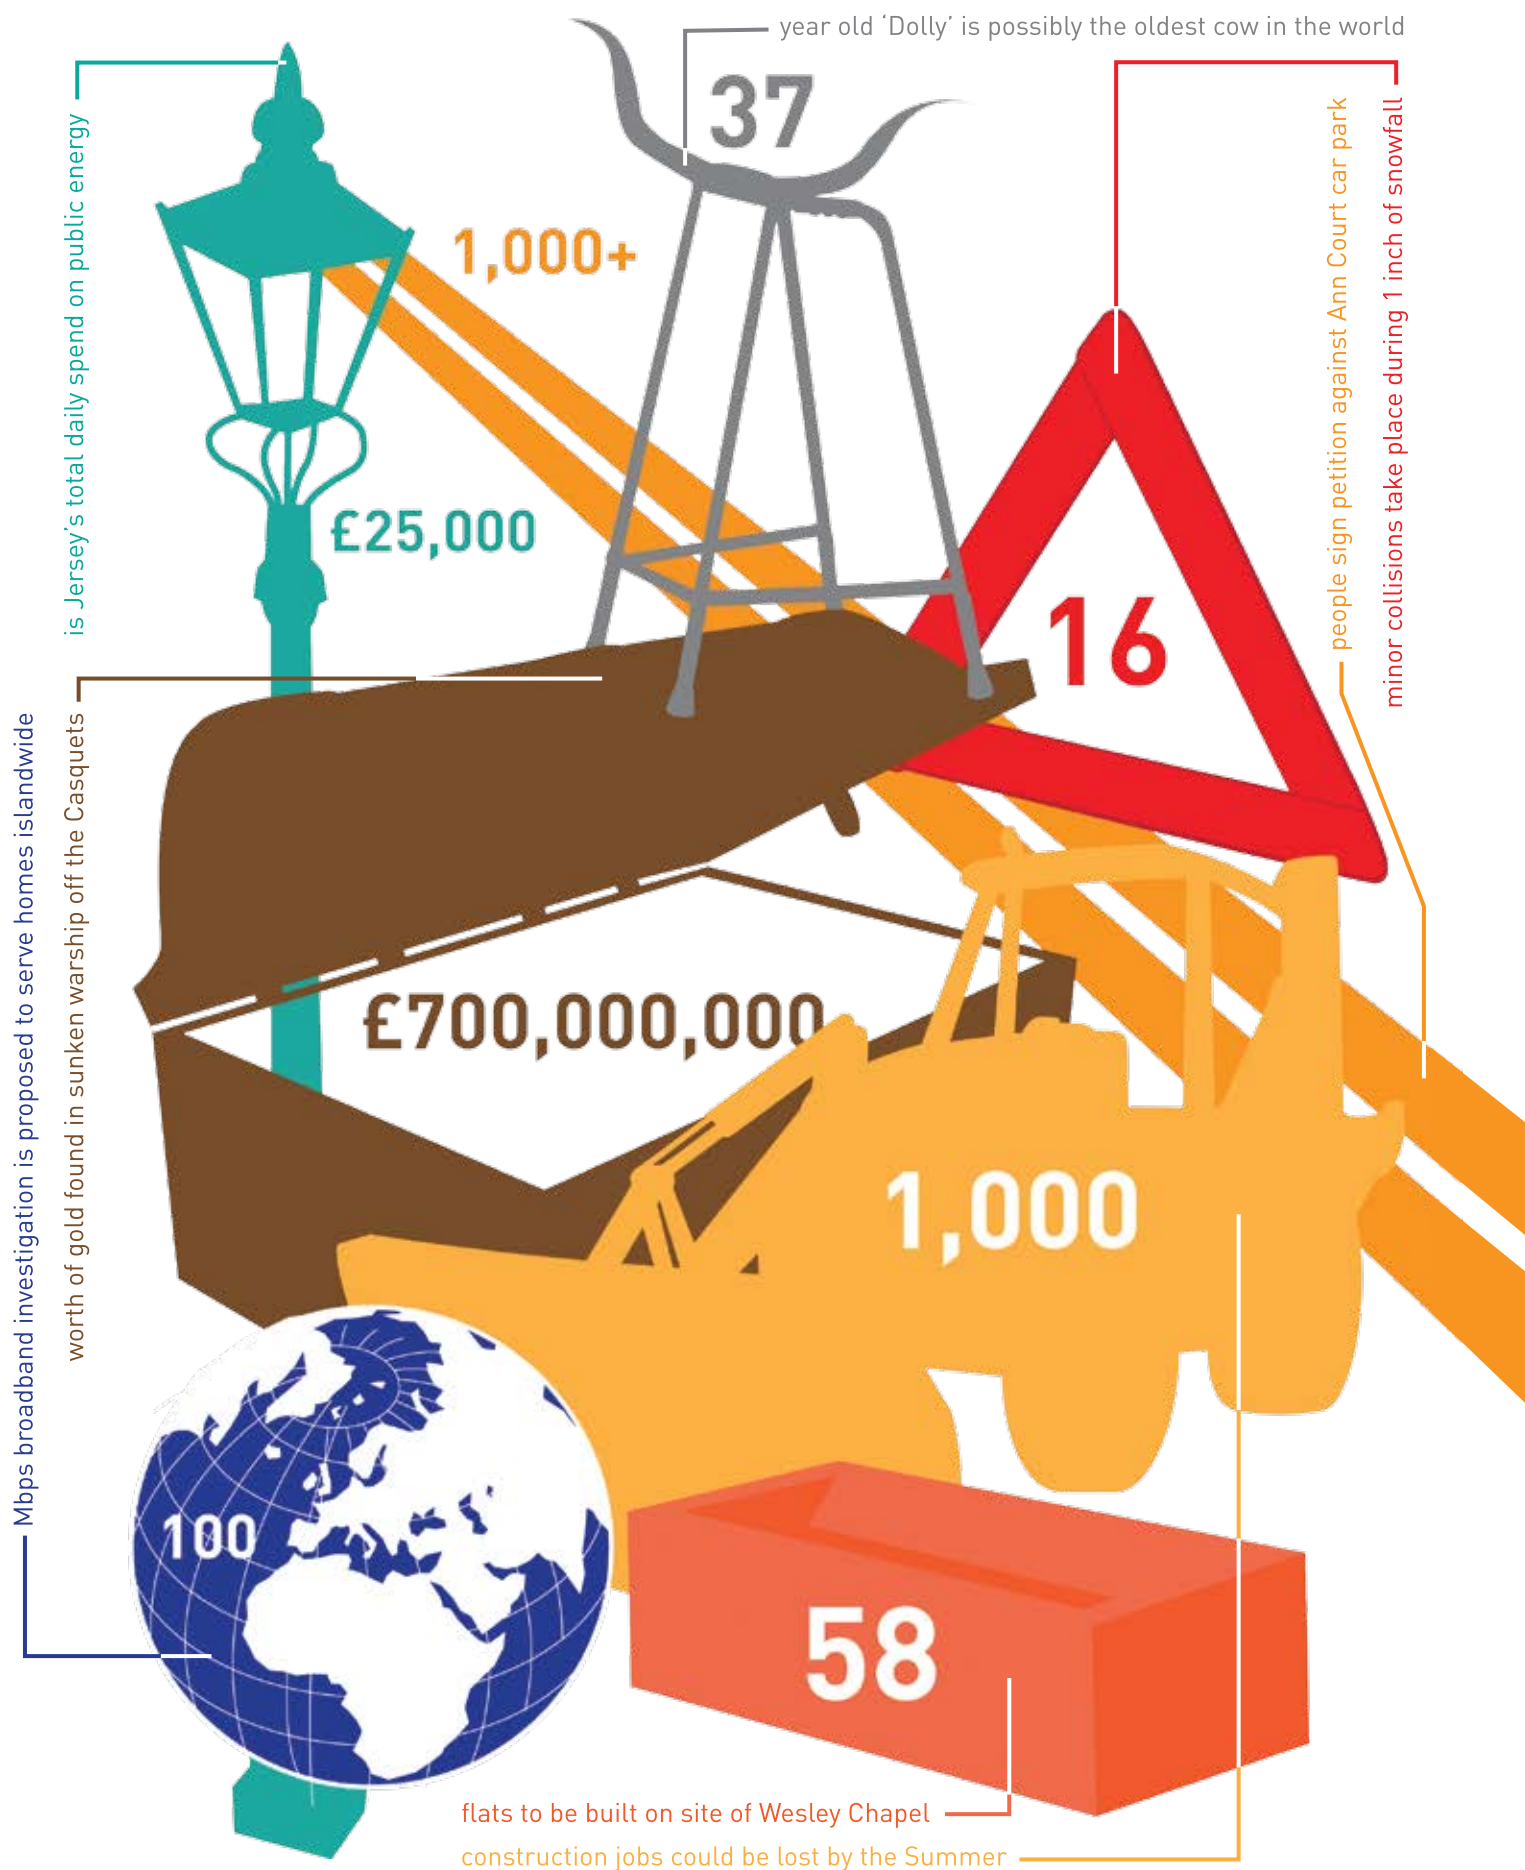 year old ‘Dolly’ is possibly the oldest cow in the world
37
is Jersey’s total daily spend on public energy
1,000+
£25,000
people sign petition against Ann Court car park
minor collisions take place during 1 inch of snowfall
16
Mbps broadband investigation is proposed to serve homes islandwide
worth of gold found in sunken warship off the Casquets
£700,000,000
1,000
100
58
flats to be built on site of Wesley Chapel
construction jobs could be lost by the Summer